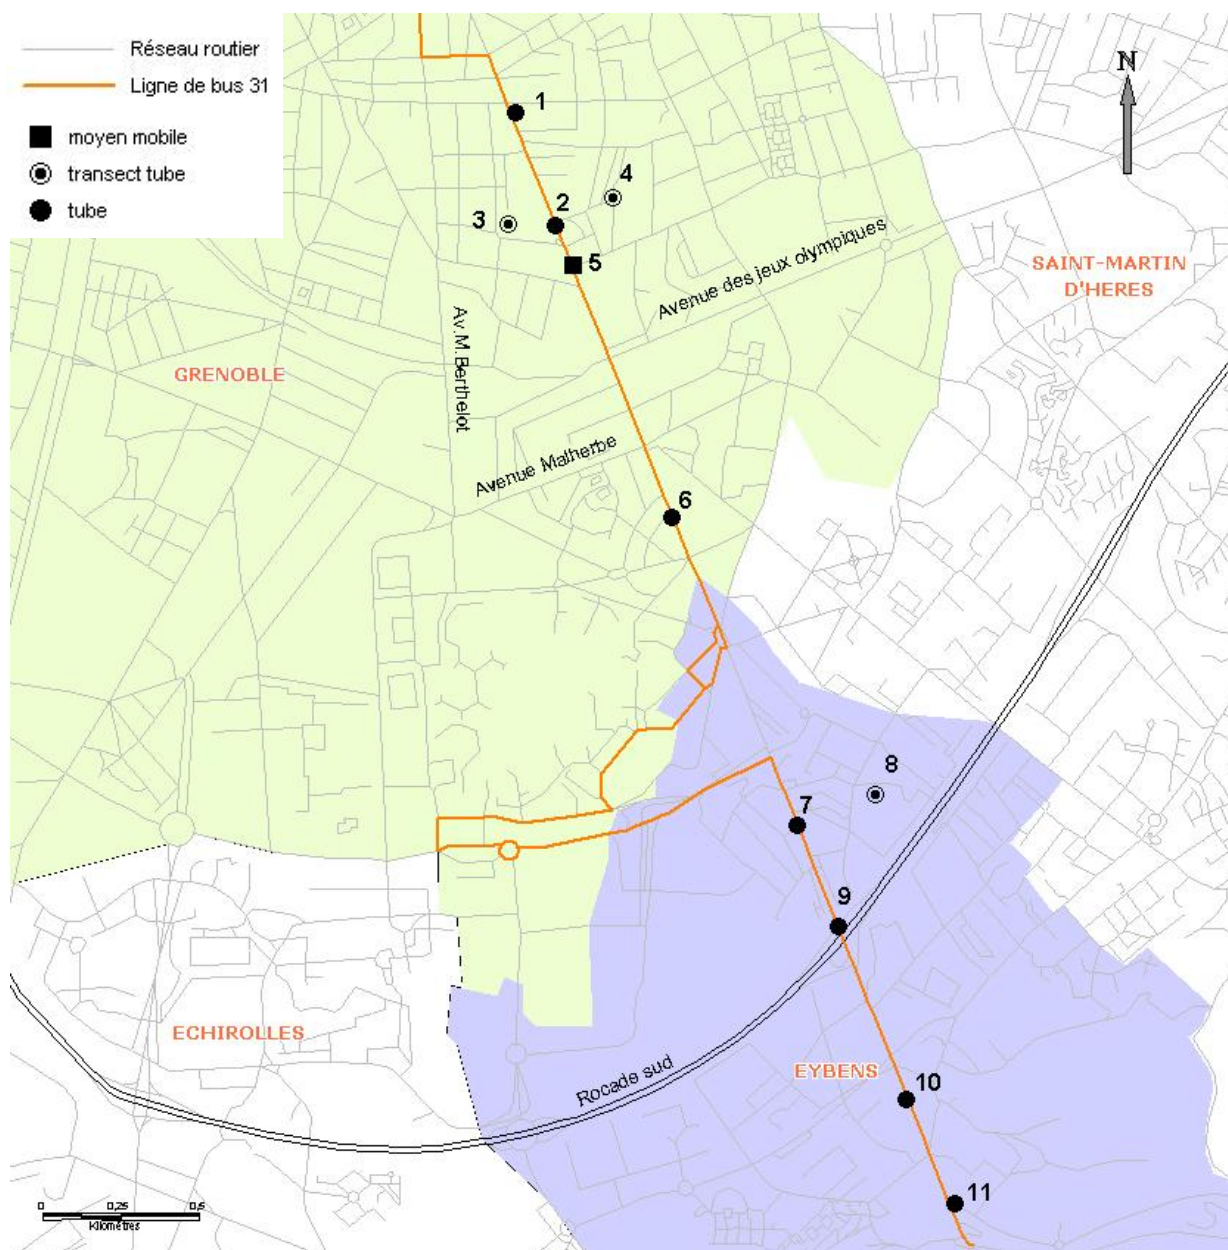 Réseau routier
Ligne de bus 31
moyen mobile
transect tube
tube
N
1
4
3
2
5
Avenue des jeux olympiques
SAINT-MARTIN
D'HERES
Av.M.Berthelot
GRENOBLE
Avenue Malherbe
6
8
7
9
ECHIROLLES
Rocade sud
EYBENS
10
11
0 0,25 0,5
Kilomètres